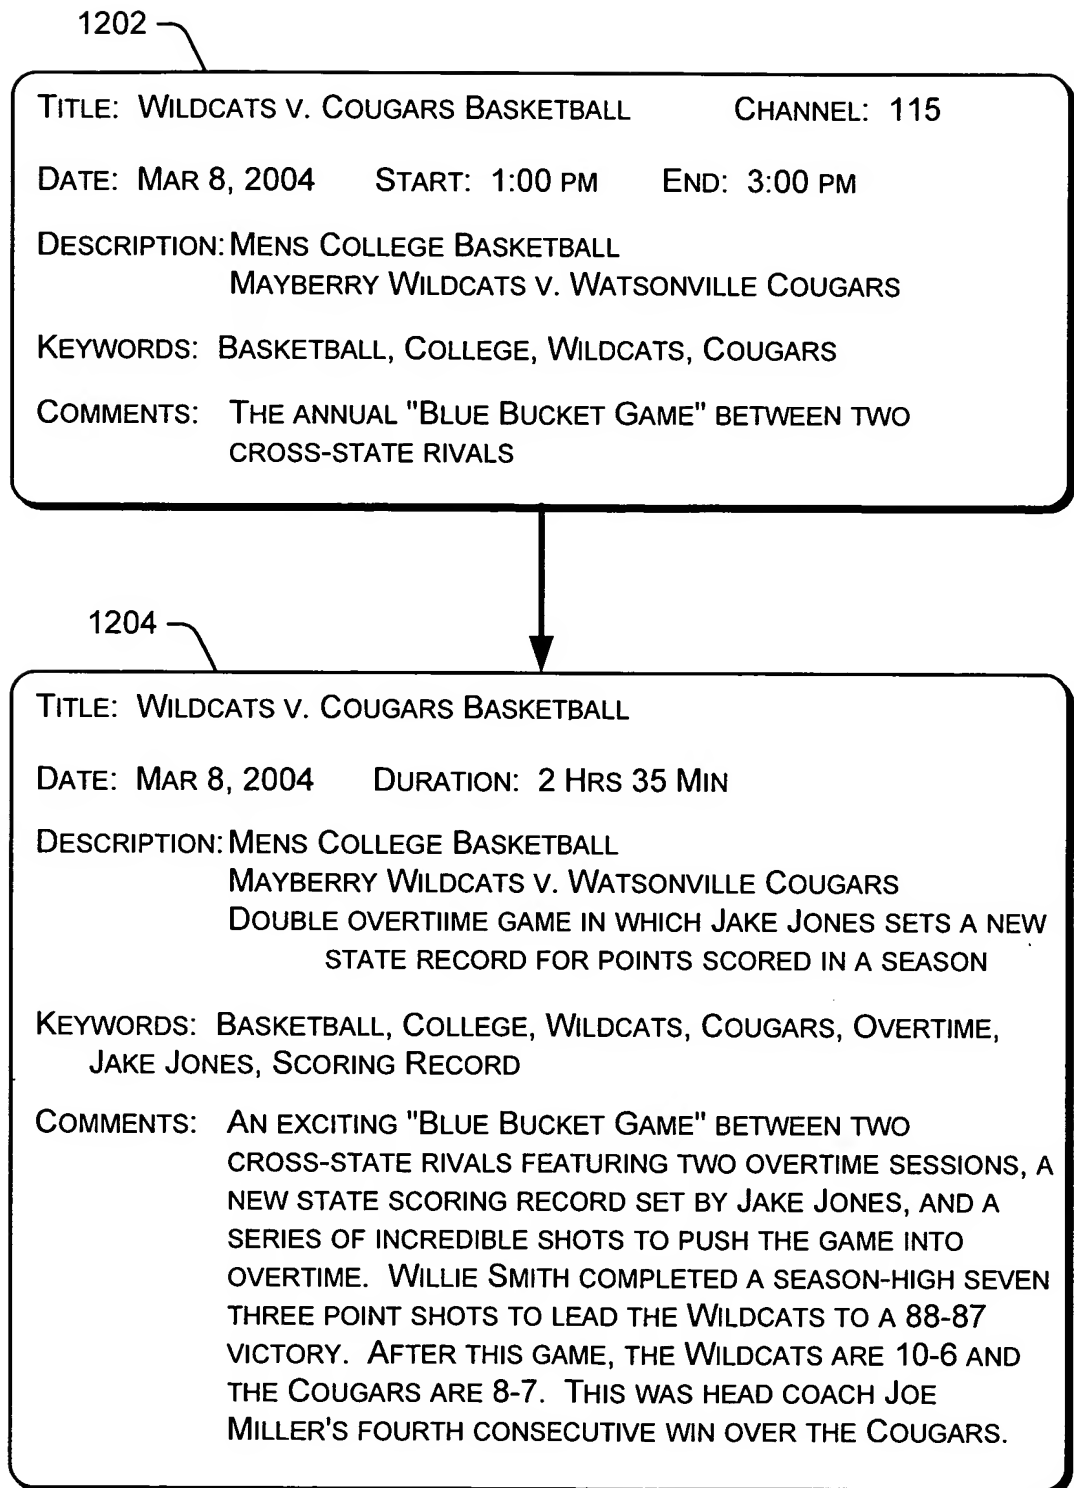 1202
TITLE: WILDCATS V. COUGARS BASKETBALL CHANNEL: 115
DATE: MAR 8, 2004 START: 1:00 PM END: 3:00 PM
DESCRIPTION: MENS COLLEGE BASKETBALL
MAYBERRY WILDCATS V. WATSONVILLE COUGARS
KEYWORDS: BASKETBALL, COLLEGE, WILDCATS, COUGARS
COMMENTS: THE ANNUAL "BLUE BUCKET GAME" BETWEEN TWO
CROSS-STATE RIVALS
1204
TITLE: WILDCATS V. COUGARS BASKETBALL
DATE: MAR 8, 2004 DURATION: 2 HRS 35 MIN
DESCRIPTION: MENS COLLEGE BASKETBALL
MAYBERRY WILDCATS V. WATSONVILLE COUGARS
DOUBLE OVERTIIME GAME IN WHICH JAKE JONES SETS A NEW
STATE RECORD FOR POINTS SCORED IN A SEASON
KEYWORDS: BASKETBALL, COLLEGE, WILDCATS, COUGARS, OVERTIME,
JAKE JONES, SCORING RECORD
COMMENTS: AN EXCITING "BLUE BUCKET GAME" BETWEEN TWO
CROSS-STATE RIVALS FEATURING TWO OVERTIME SESSIONS, A
NEW STATE SCORING RECORD SET BY JAKE JONES, AND A
SERIES OF INCREDIBLE SHOTS TO PUSH THE GAME INTO
OVERTIME. WILLIE SMITH COMPLETED A SEASON-HIGH SEVEN
THREE POINT SHOTS TO LEAD THE WILDCATS TO A 88-87
VICTORY. AFTER THIS GAME, THE WILDCATS ARE 10-6 AND
THE COUGARS ARE 8-7. THIS WAS HEAD COACH JOE
MILLER'S FOURTH CONSECUTIVE WIN OVER THE COUGARS.